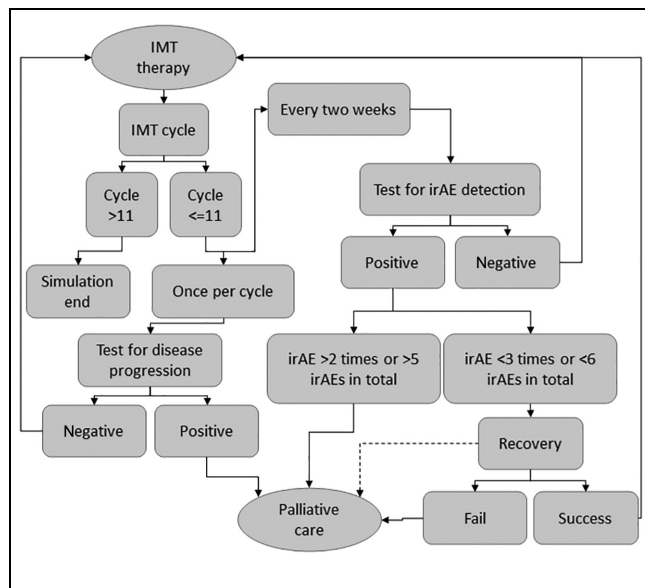 IMT
therapy
Every two weeks
IMT cycle
Test for irAE detection
Cycle
>11
Cycle
<=11
Positive
Negative
Simulation
end
Once per cycle
Test for disease
progression
irAE >2 times or >5
irAEs in total
irAE <3 times or <6
irAEs in total
Negative
Positive
Recovery
Palliative
care
Fail
Success